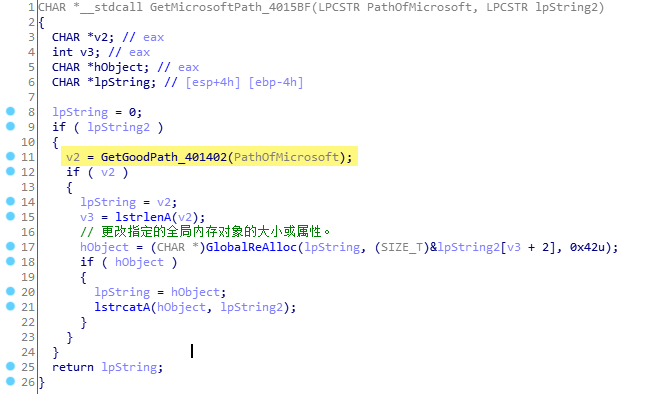 1 CHAR *__stdcall GetMicrosoftPath_4015BF(LPCSTR PathOfMicrosoft, LPCSTR lpString2)
2 {
3 CHAR *v2; // eax
4 int v3; // eax
5 CHAR *hObject; // eax
6 CHAR *lpString; // [esp+4h] [ebp-4h]
7
8 lpString = 0;
9 if ( lpString2 )
10 {
11 v2 = GetGoodPath_401402(PathOfMicrosoft);
12 if ( v2 )
13 {
14 lpString = v2;
15 v3 = lstrlenA(v2);
16 // 更改指定的全局内存对象的大小或属性。
17 hObject = (CHAR *)GlobalReAlloc(lpString, (SIZE_T)&lpString2[v3 + 2], 0x42u);
18 if ( hObject )
19 {
20 lpString = hObject;
21 lstrcatA(hObject, lpString2);
22 }
23 }
24 }
25 return lpString;
26 }